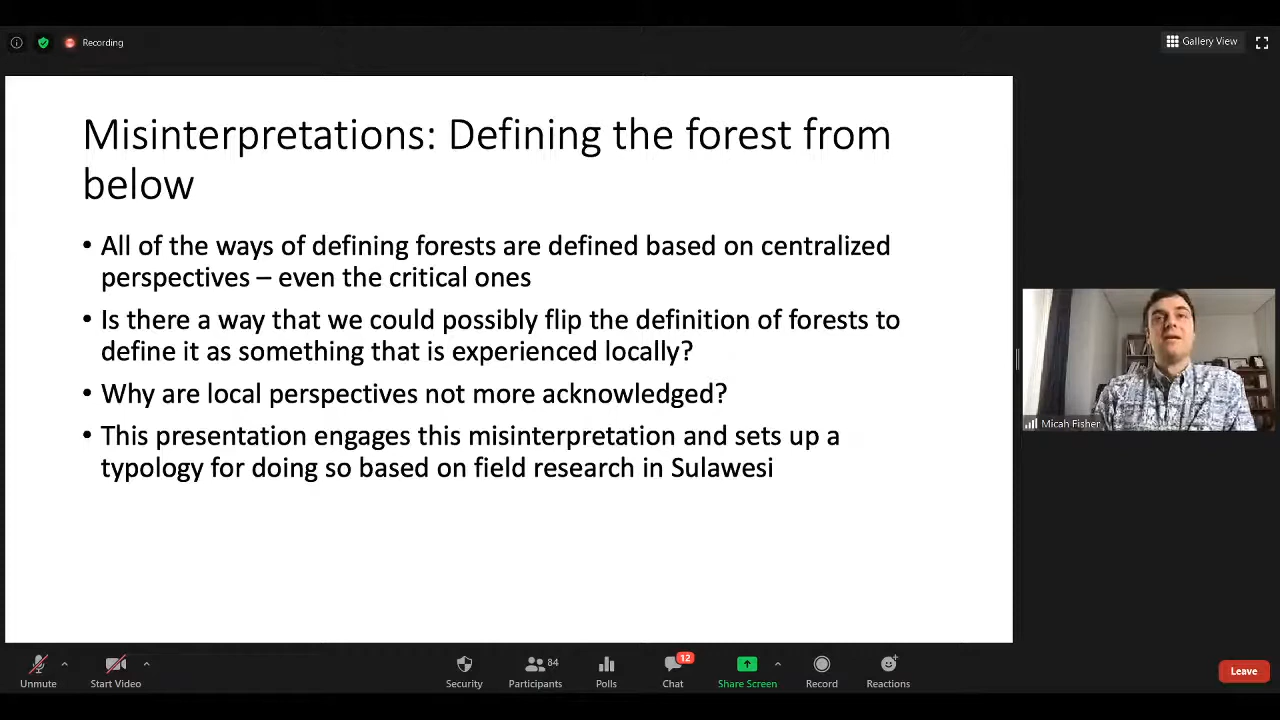 Recording
Gallery View
Misinterpretations: Defining the forest from
below
• All of the ways of defining forests are defined based on centralized
perspectives – even the critical ones
• Is there a way that we could possibly flip the definition of forests to
define it as something that is experienced locally?
• Why are local perspectives not more acknowledged?
• This presentation engages this misinterpretation and sets up a
typology for doing so based on field research in Sulawesi
Micah Fisher
84
12
Unmute
Start Video
Security
Participants
Polls
Chat
Share Screen
Record
Reactions
Leave